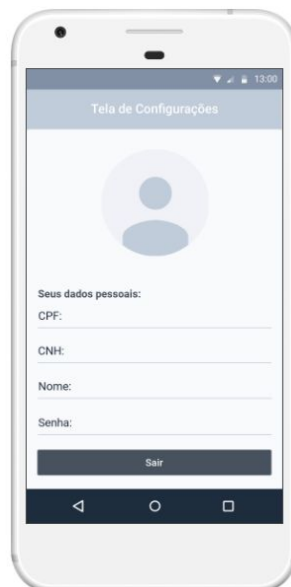 13:00
Tela de Configurações
Seus dados pessoais:
CPF:
CNH:
Nome:
Senha:
Sair